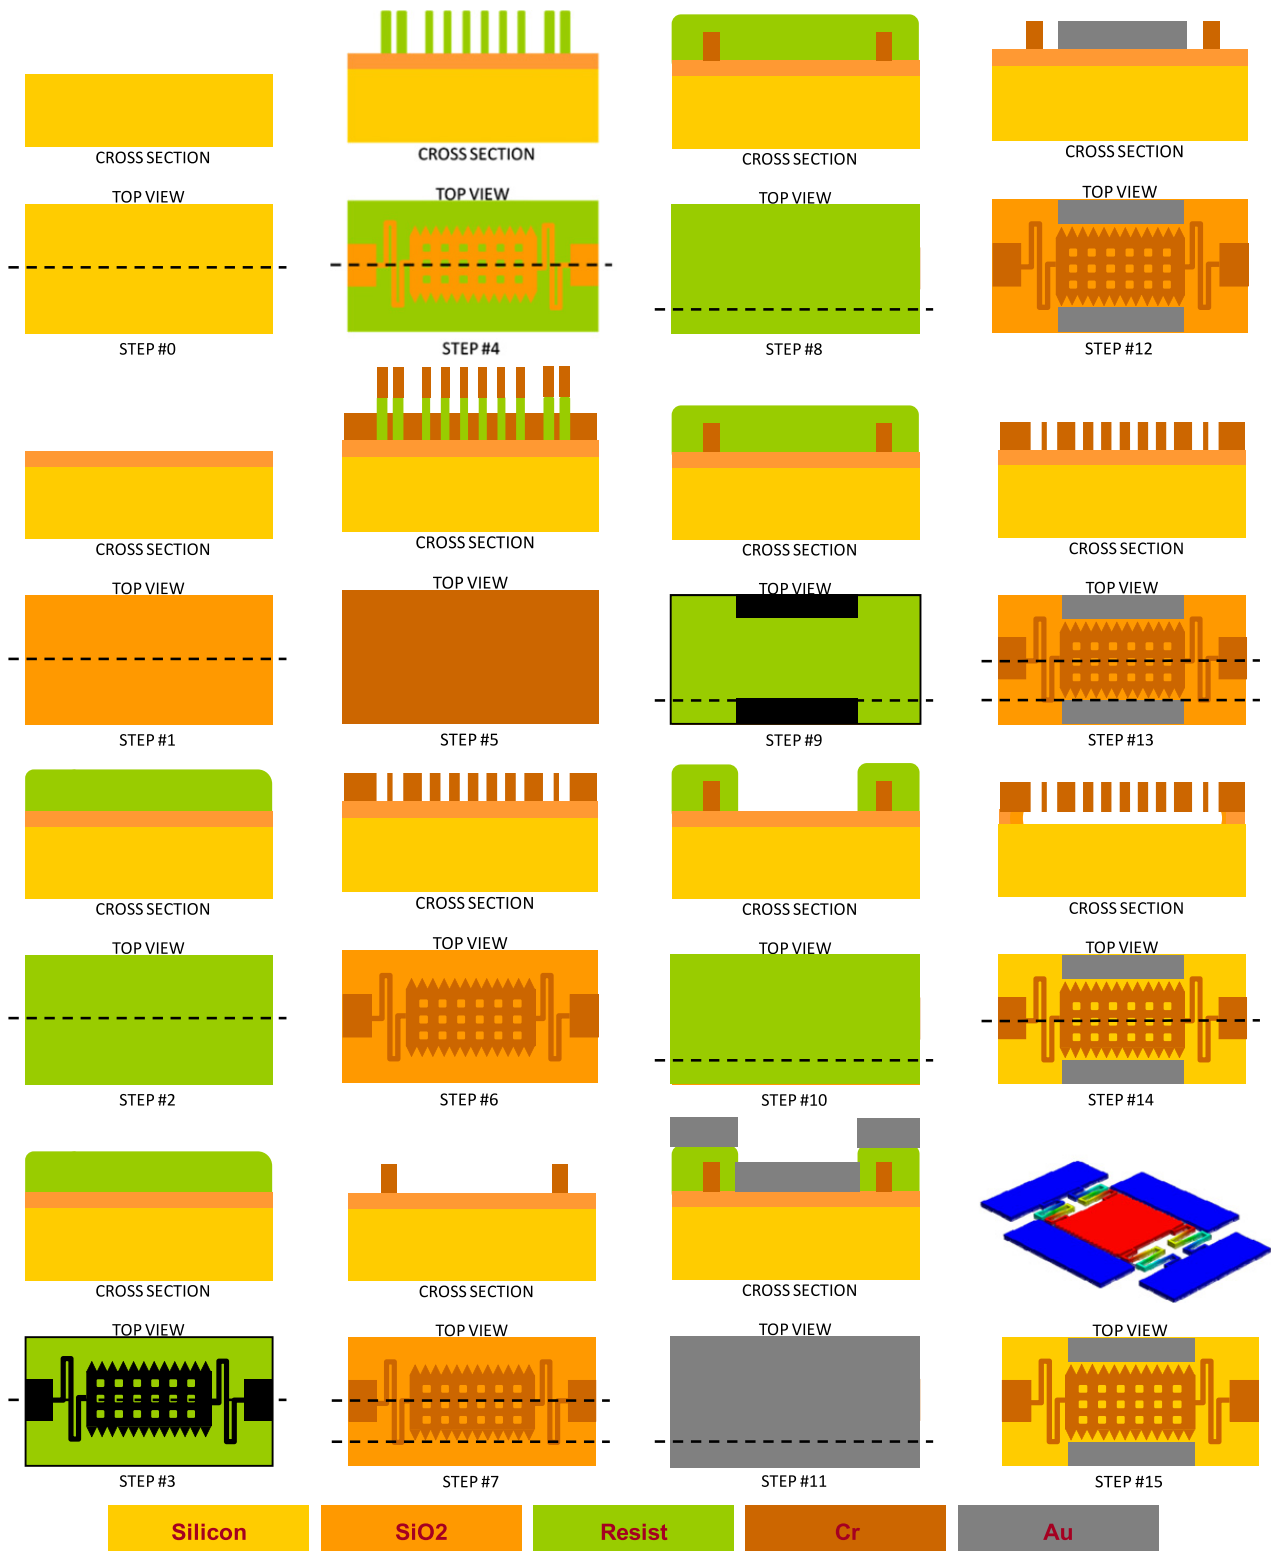 CROSS SECTION
TOP VIEW
STEP #0
CROSS SECTION
TOP VIEW
STEP #4
CROSS SECTION
TOP VIEW
STEP #8
CROSS SECTION
TOP VIEW
STEP #12
CROSS SECTION
TOP VIEW
STEP #1
CROSS SECTION
TOP VIEW
STEP #5
CROSS SECTION
TOP VIEW
STEP #9
CROSS SECTION
TOP VIEW
STEP #13
CROSS SECTION
TOP VIEW
STEP #2
CROSS SECTION
TOP VIEW
STEP #6
CROSS SECTION
TOP VIEW
STEP #10
CROSS SECTION
TOP VIEW
STEP #14
CROSS SECTION
TOP VIEW
STEP #3
CROSS SECTION
TOP VIEW
STEP #7
CROSS SECTION
TOP VIEW
STEP #11
TOP VIEW
STEP #15
Silicon
SiO2
Resist
Cr
Au